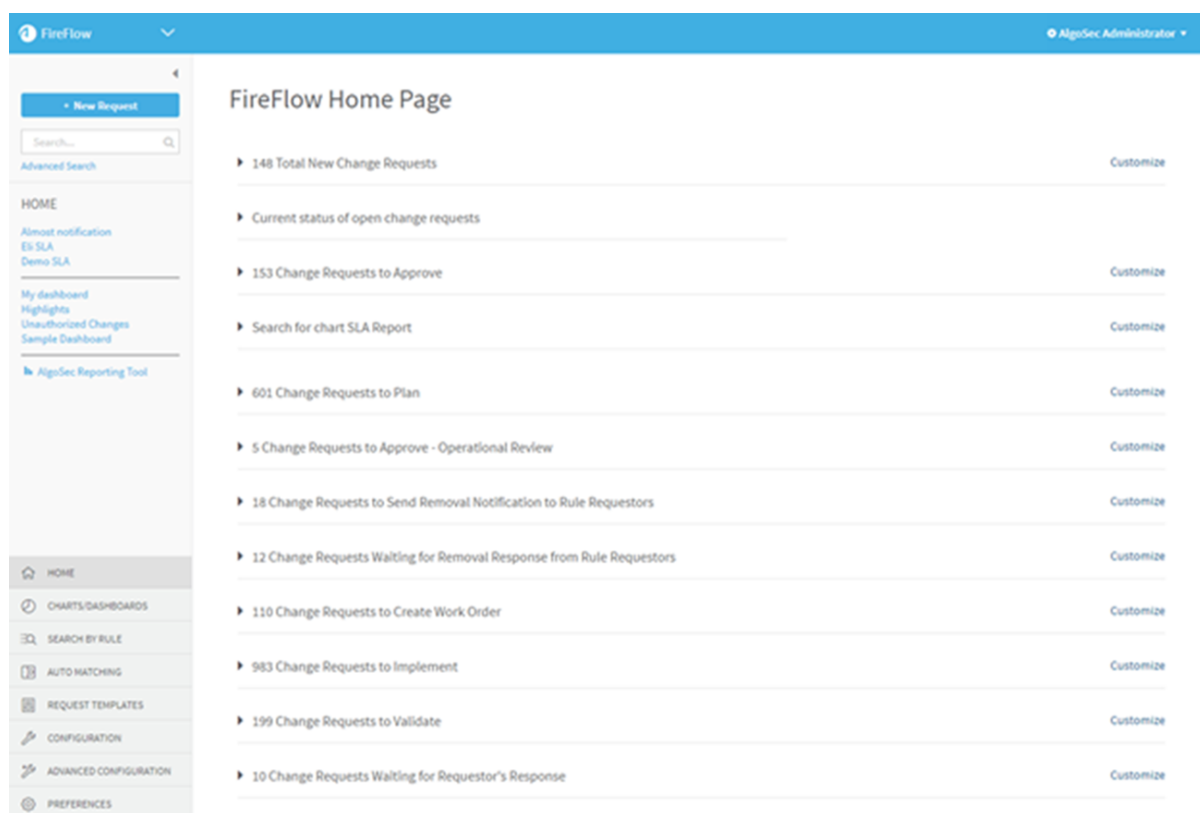 FireFlow
AlgoSec Administrator
+ New Request
Search...
Advanced Search
HOME
Almost notification
Eli SLA
Demo SLA
My dashboard
Highlights
Unauthorized Changes
Sample Dashboard
AlgoSec Reporting Tool
HOME
CHARTS/DASHBOARDS
SEARCH BY RULE
AUTO MATCHING
REQUEST TEMPLATES
CONFIGURATION
ADVANCED CONFIGURATION
PREFERENCES
FireFlow Home Page
148 Total New Change Requests Customize
Current status of open change requests
153 Change Requests to Approve Customize
Search for chart SLA Report Customize
601 Change Requests to Plan Customize
5 Change Requests to Approve - Operational Review Customize
18 Change Requests to Send Removal Notification to Rule Requestors Customize
12 Change Requests Waiting for Removal Response from Rule Requestors Customize
110 Change Requests to Create Work Order Customize
983 Change Requests to Implement Customize
199 Change Requests to Validate Customize
10 Change Requests Waiting for Requestor's Response Customize